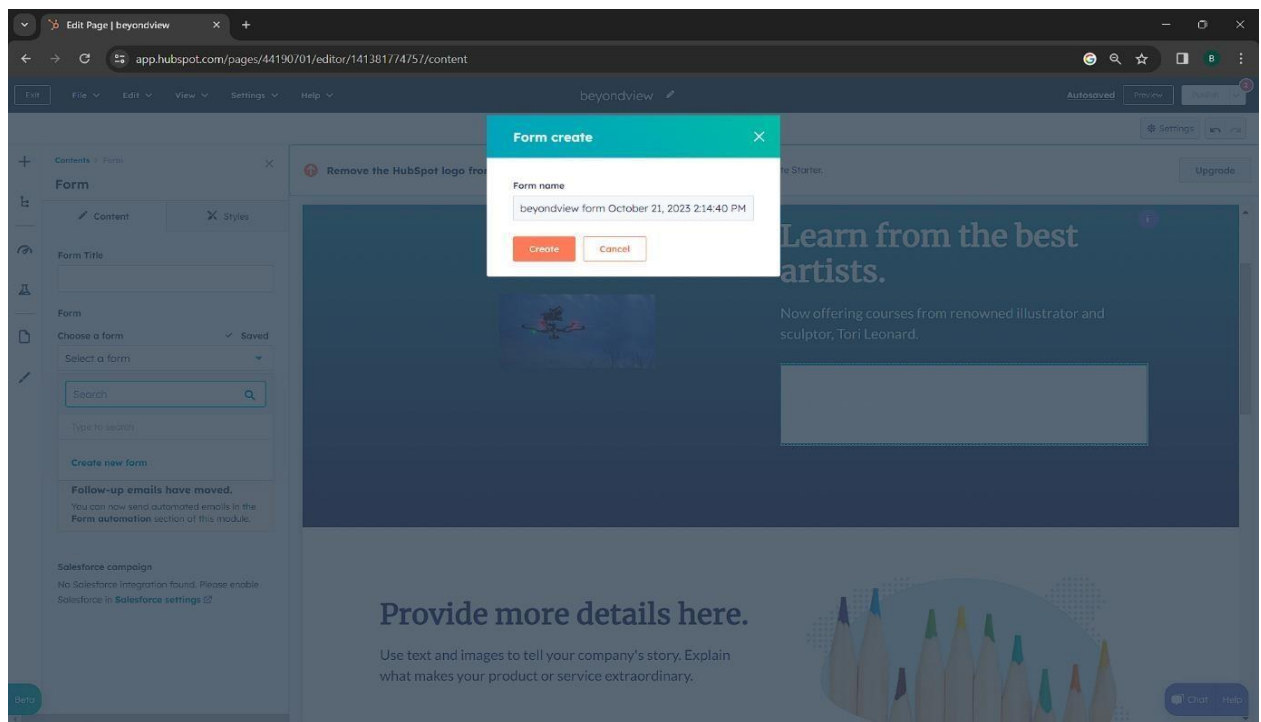 Edit Page | beyondview
app.hubspot.com/pages/44190701/editor/141381774757/content
B
Exit
File
Edit
View
Settings
Help
beyondview
Autosaved
Preview
Publish
Settings
Contents
Form
Form
Content
Styles
Form Title
Form
Choose a form
Saved
Select a form
Search
Type to search
Create new form
Follow-up emails have moved.
You can now send automated emails in the
Form automation section of this module.
Salesforce campaign
No Salesforce integration found. Please enable
Salesforce in Salesforce settings
Beta
Remove the HubSpot logo fro
te Starter.
Upgrade
Form create
Form name
beyondview form October 21, 2023 2:14:40 PM
Create
Cancel
Learn from the best
artists.
Now offering courses from renowned illustrator and
sculptor, Tori Leonard.
Provide more details here.
Use text and images to tell your company's story. Explain
what makes your product or service extraordinary.
Chat
Help